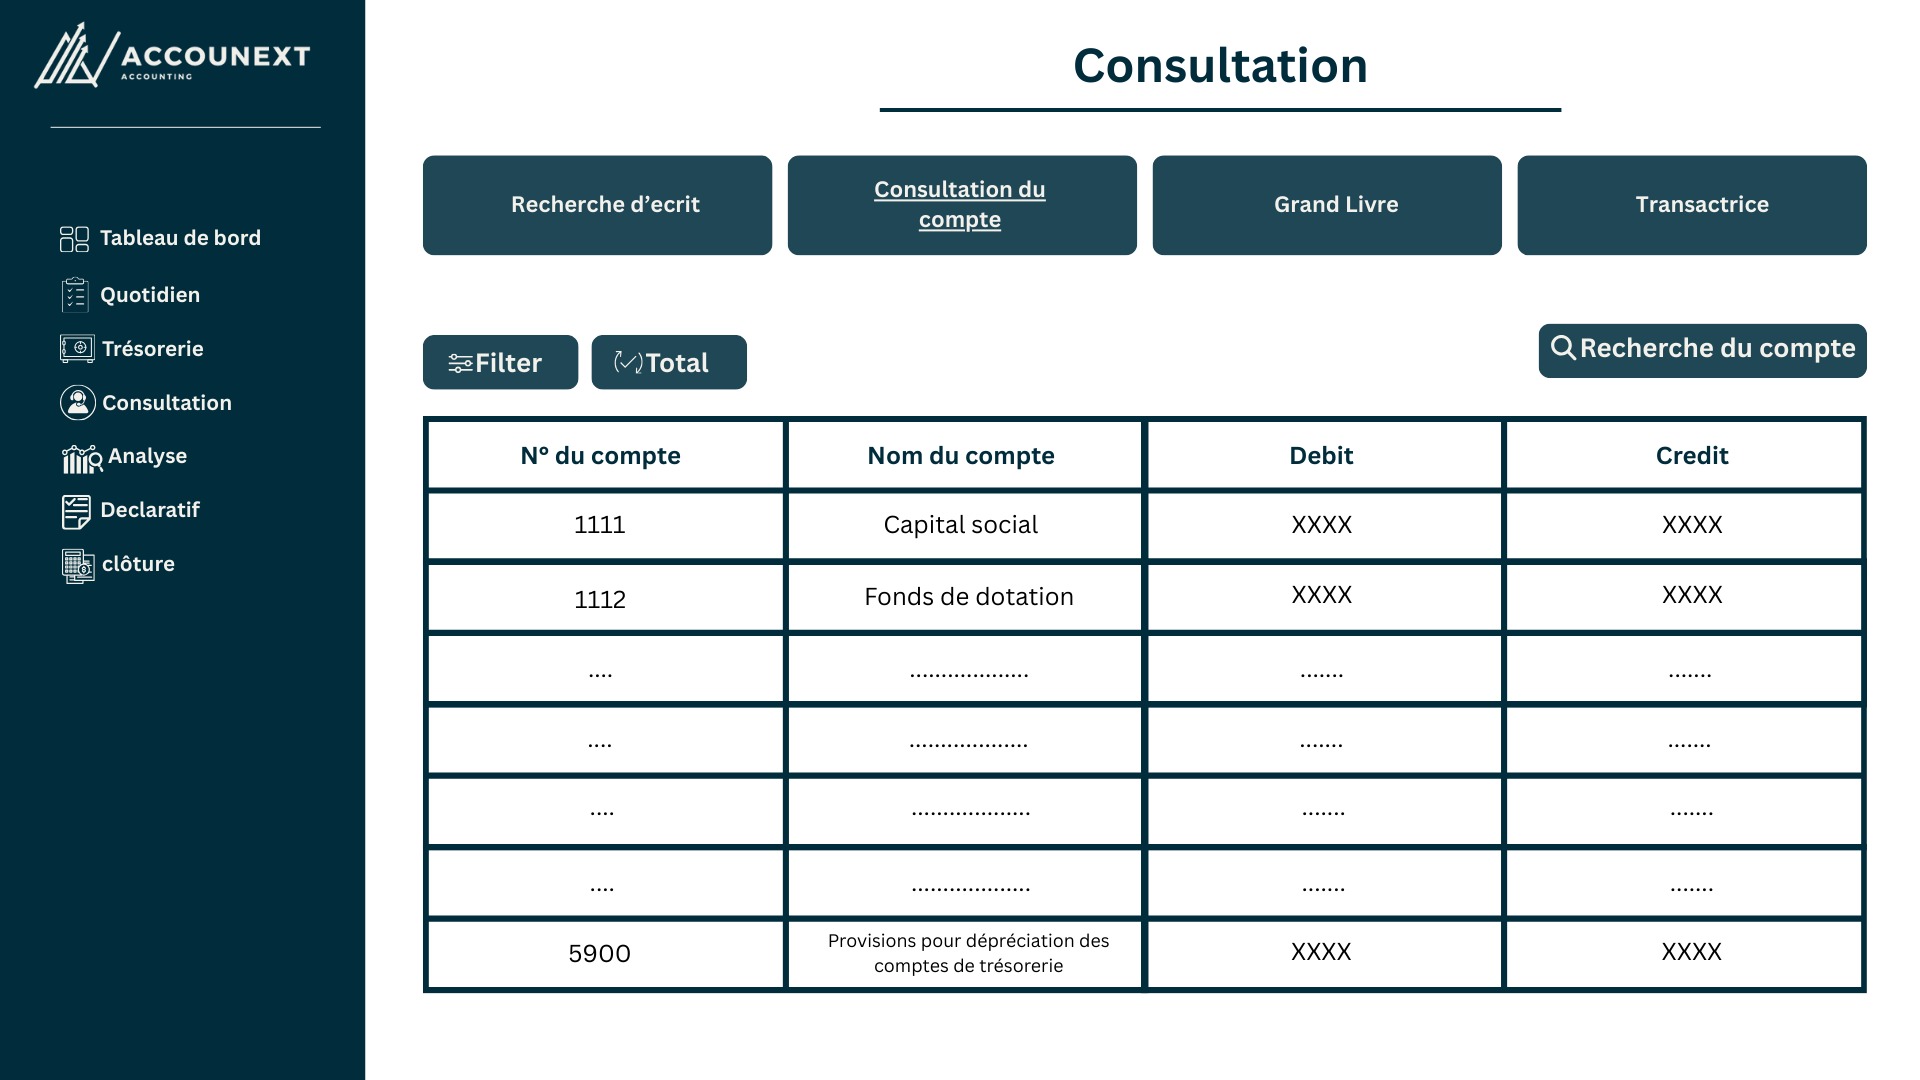 ACCOUNEXT
ACCOUNTING
Tableau de bord
Quotidien
Trésorerie
Consultation
Analyse
Declaratif
clôture
Consultation
Recherche d’ecrit
Consultation du
compte
Grand Livre
Transactrice
Filter
Total
Recherche du compte
N° du compte Nom du compte Debit Credit
1111 Capital social XXXX XXXX
1112 Fonds de dotation XXXX XXXX
.... ................... ....... .......
.... ................... ....... .......
.... ................... ....... .......
.... ................... ....... .......
5900 Provisions pour dépréciation des
comptes de trésorerie XXXX XXXX